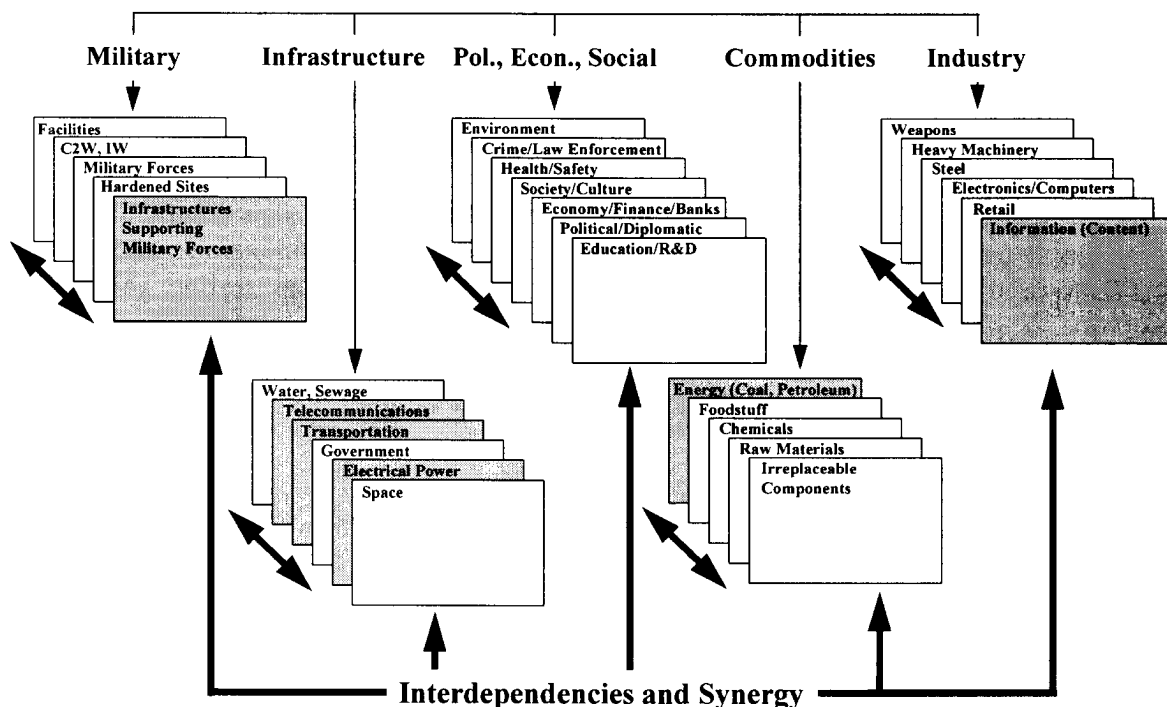 Military
Infrastructure
Pol., Econ., Social
Commodities
Industry
Facilities
C2W, IW
Military Forces
Hardened Sites
Infrastructures
Supporting
Military Forces
Environment
Crime/Law Enforcement
Health/Safety
Society/Culture
Economy/Finance/Banks
Political/Diplomatic
Education/R&D
Weapons
Heavy Machinery
Steel
Electronics/Computers
Retail
Information (Content)
Water, Sewage
Telecommunications
Transportation
Government
Electrical Power
Space
Energy (Coal, Petroleum)
Foodstuff
Chemicals
Raw Materials
Irreplaceable
Components
Interdependencies and Synergy